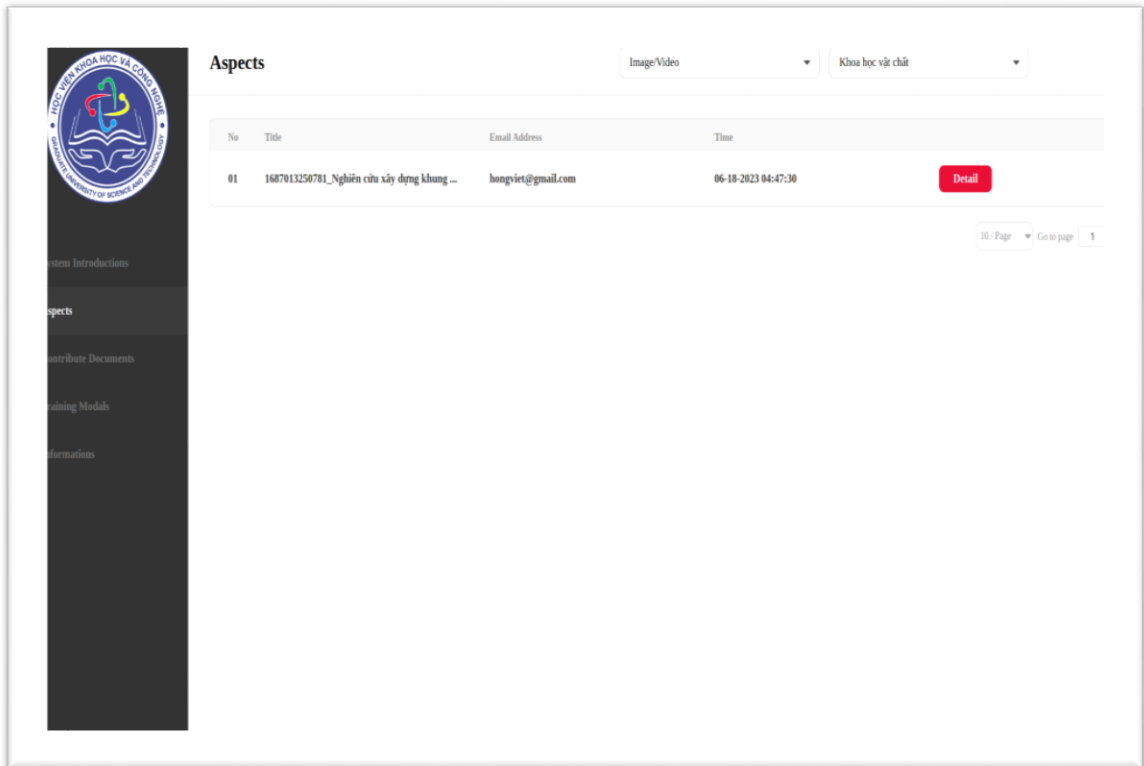 HỌC VIỆN KHOA HỌC VÀ CÔNG NGHỆ
GRADUATE UNIVERSITY OF SCIENCE AND TECHNOLOGY
Aspects
Image/Video
Khoa học vật chất
No Title Email Address Time
01 1687013250781_Nghiên cứu xây dựng khung ... hongviet@gmail.com 06-18-2023 04:47:30 Detail
10 / Page Go to page 1
ystem Introductions
spects
ontribute Documents
raining Modals
nformations